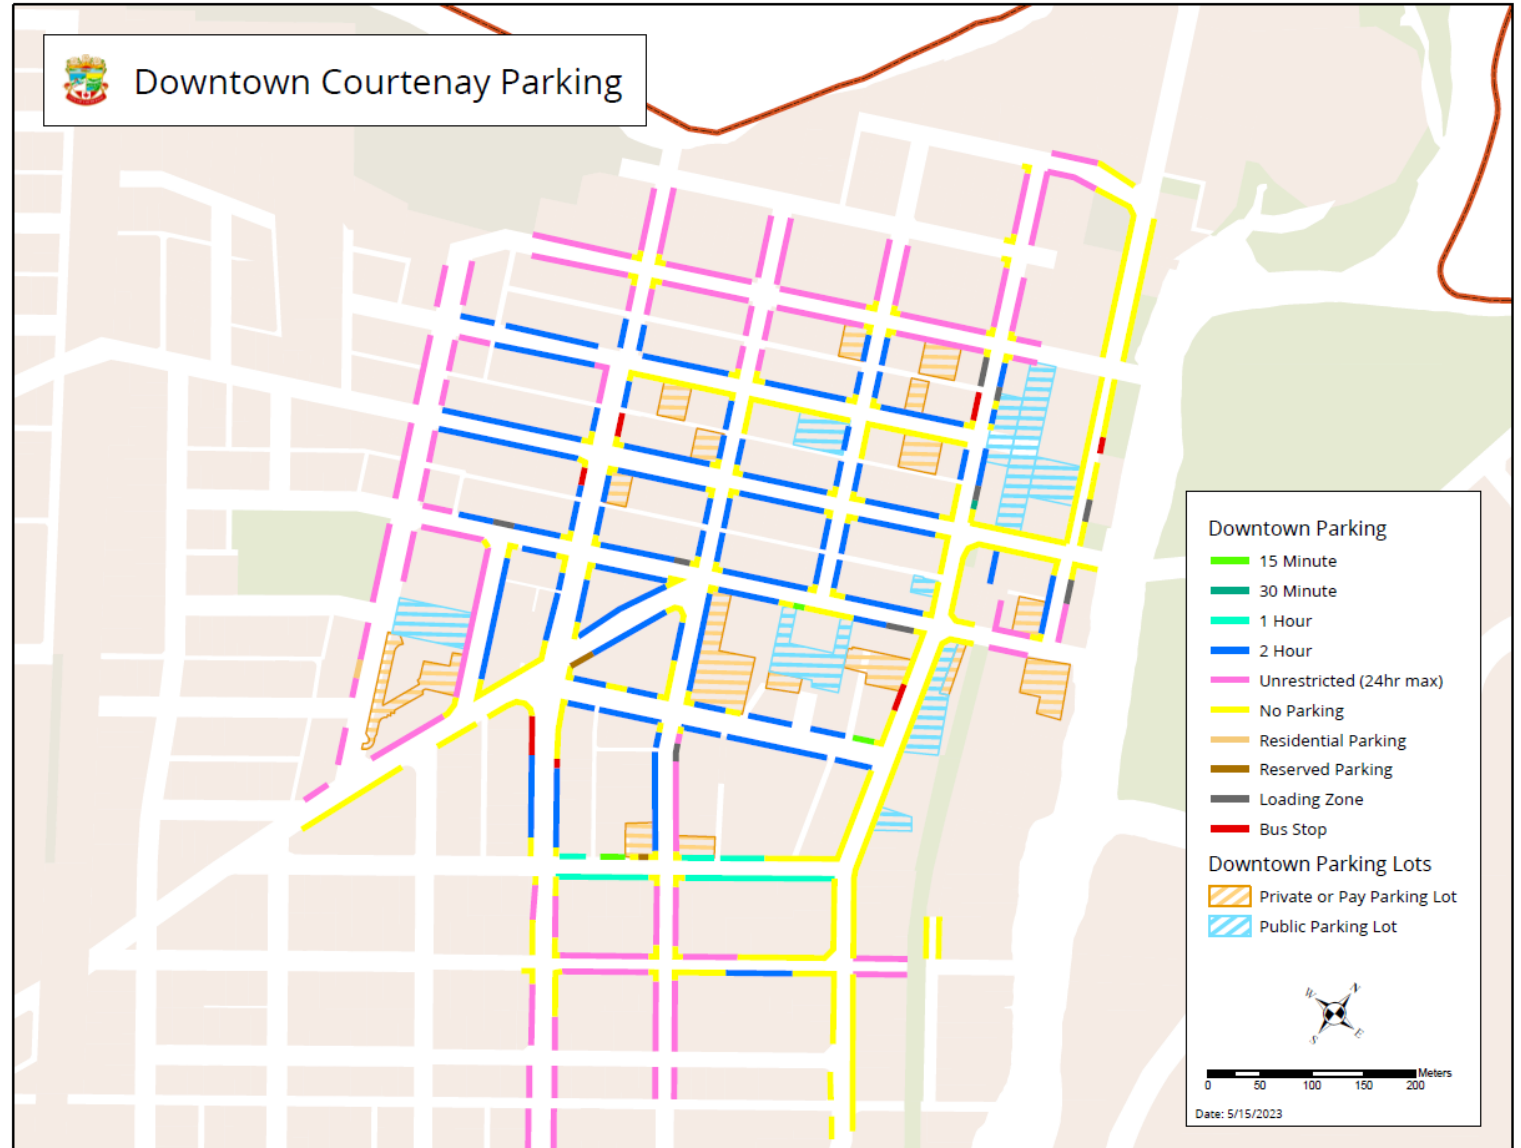 Downtown Courtenay Parking
Downtown Parking
15 Minute
30 Minute
1 Hour
2 Hour
Unrestricted (24hr max)
No Parking
Residential Parking
Reserved Parking
Loading Zone
Bus Stop
Downtown Parking Lots
Private or Pay Parking Lot
Public Parking Lot
W N
S E
Meters
0 50 100 150 200
Date: 5/15/2023